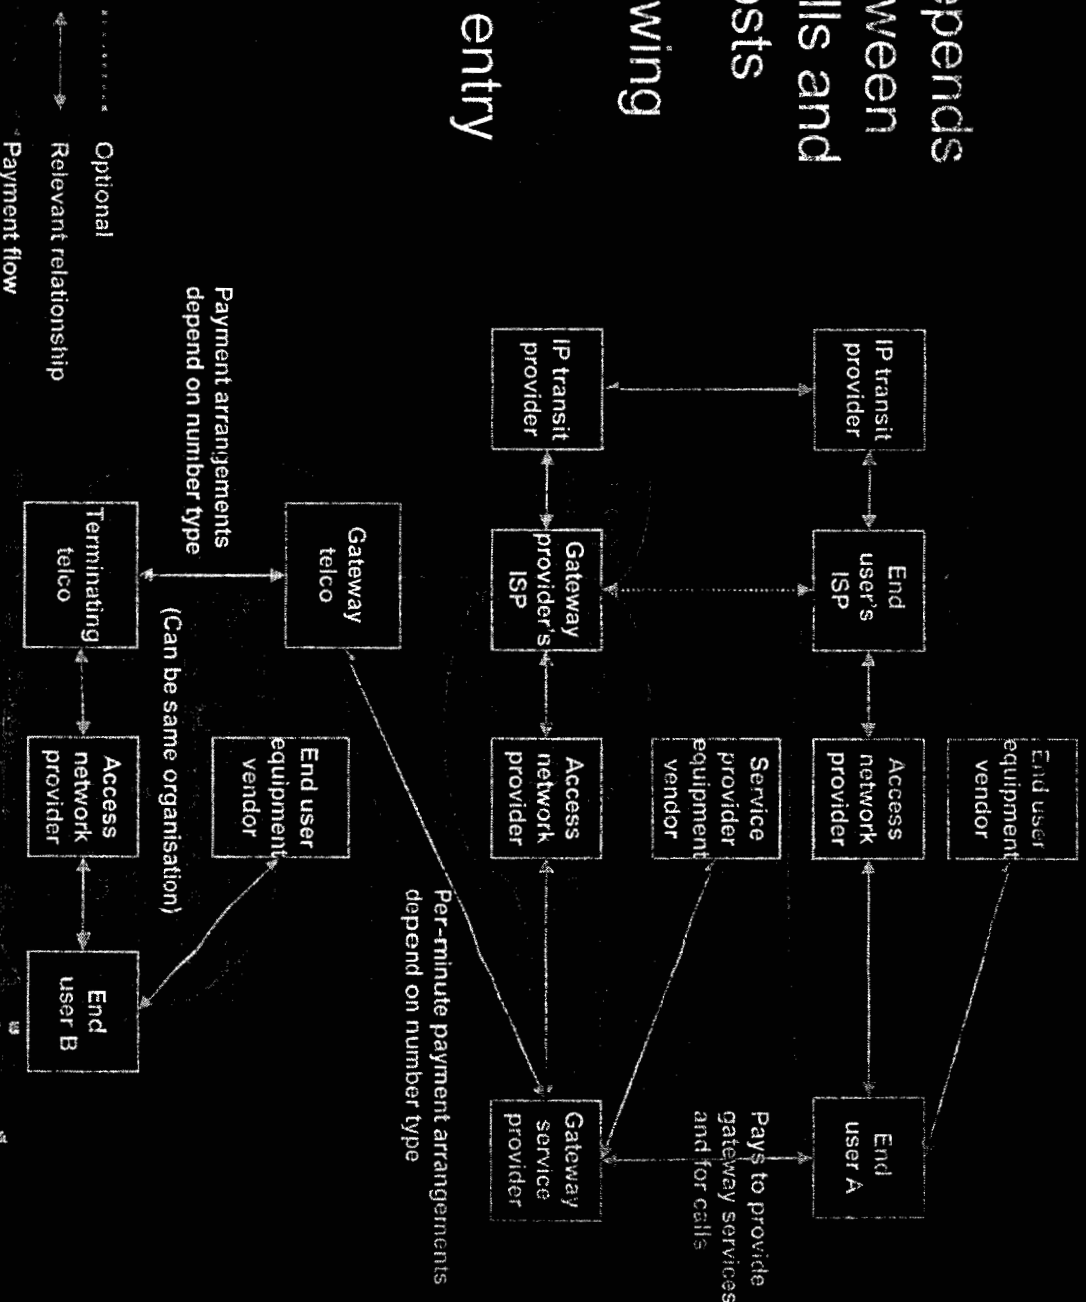 epends
ween
lls and
osts
wing
entry
End user
equipment
vendor
IP transit
provider
End
user's
ISP
Access
network
provider
End
user A
Service
provider
equipment
vendor
Pays to provide
gateway services
and for calls
IP transit
provider
Gateway
provider's
ISP
Access
network
provider
Gateway
service
provider
Per-minute payment arrangements
depend on number type
Gateway
telco
End user
equipment
vendor
Payment arrangements
depend on number type
(Can be same organisation)
Terminating
telco
Access
network
provider
End
user B
Optional
Relevant relationship
Payment flow